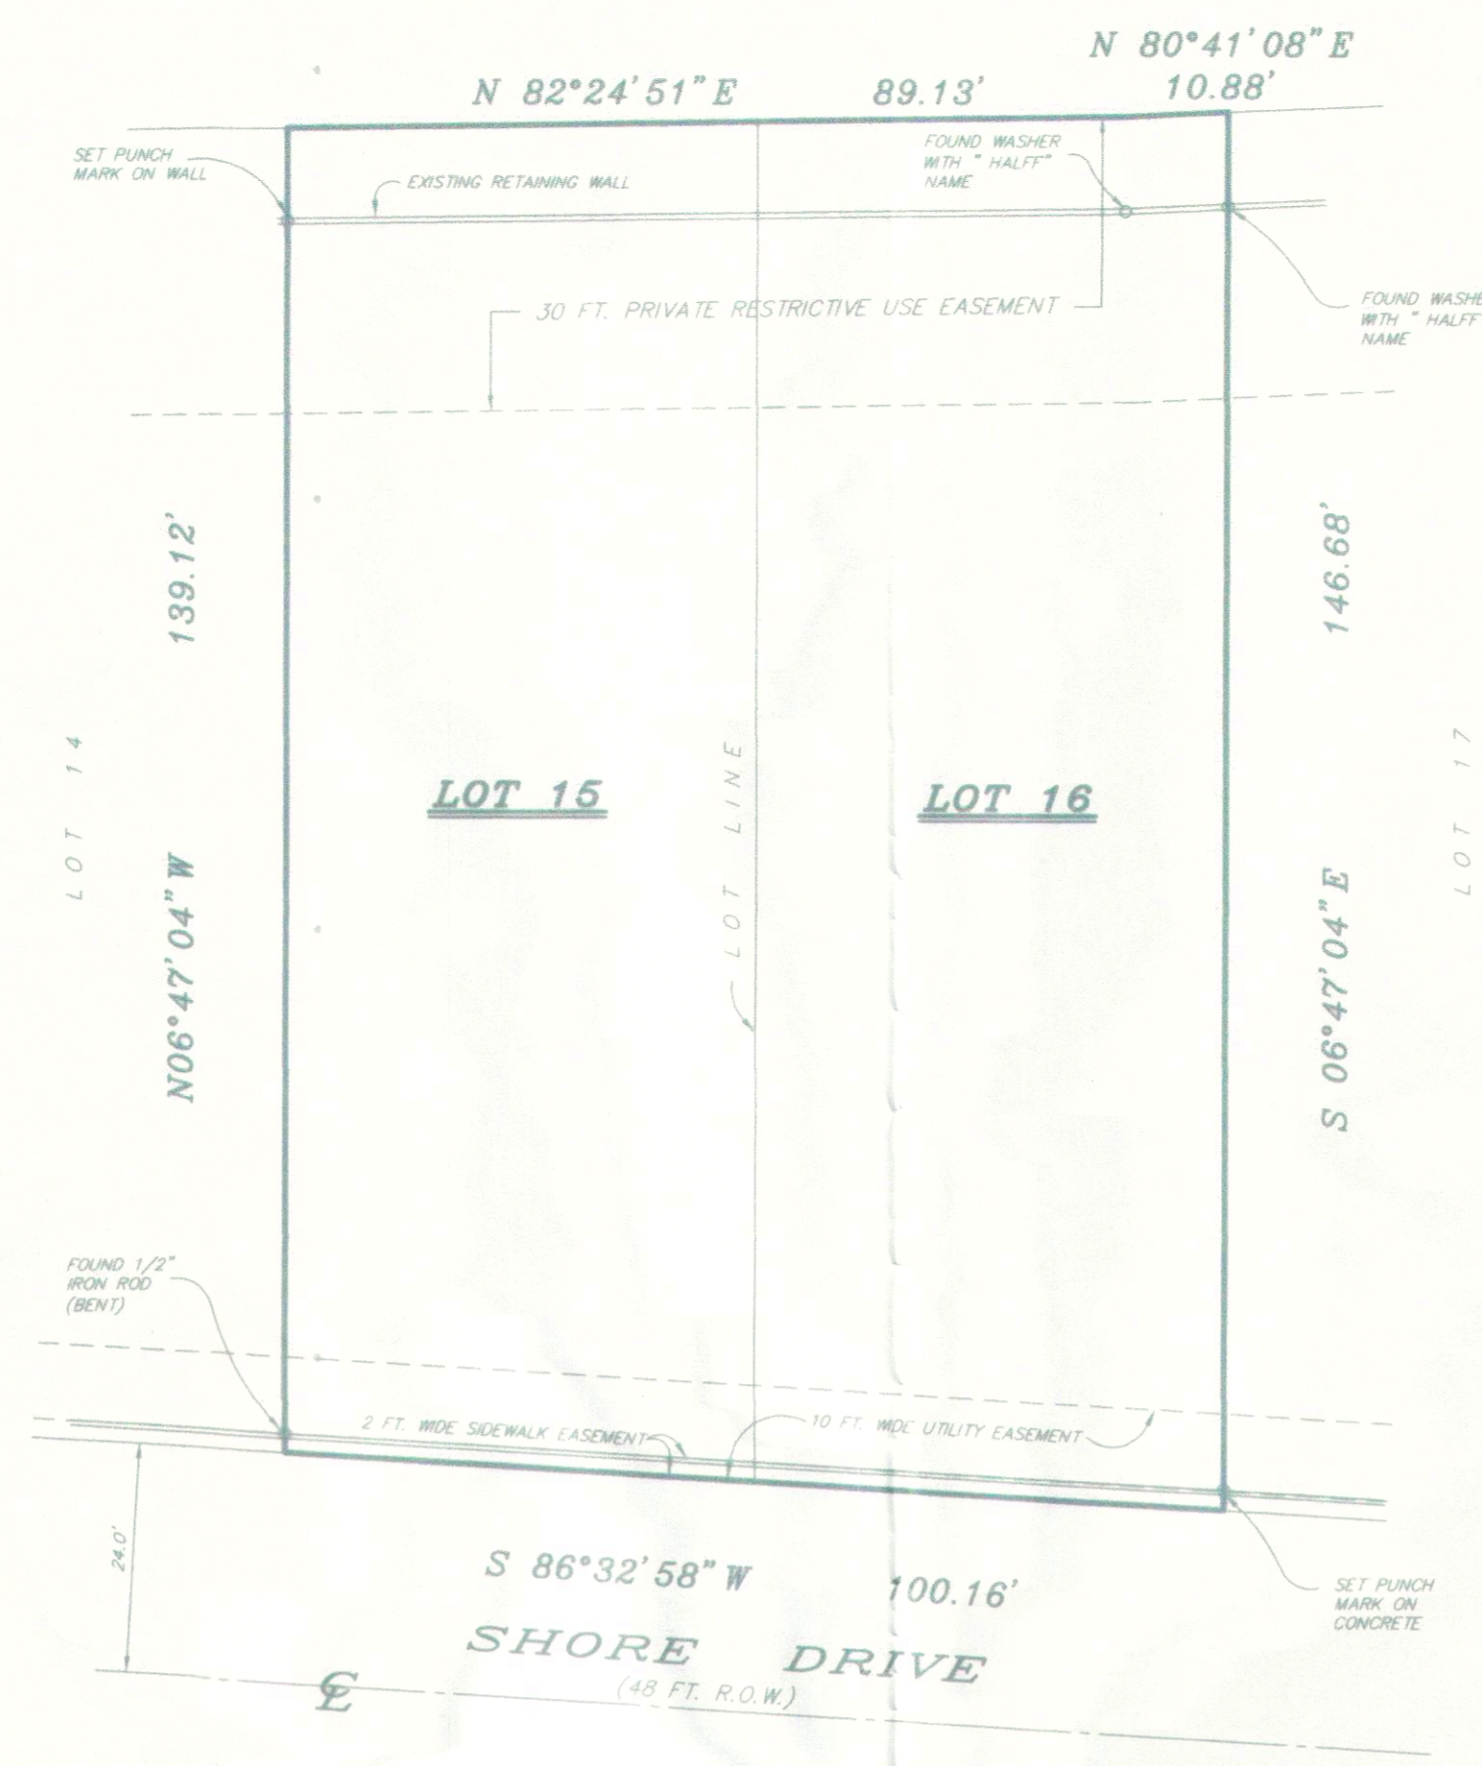 N 80°41'08" E
10.88'
N 82°24'51" E 89.13'
SET PUNCH
MARK ON WALL
EXISTING RETAINING WALL
FOUND WASHER
WITH " HALFF"
NAME
30 FT. PRIVATE RESTRICTIVE USE EASEMENT
FOUND WASHE
WITH " HALFF
NAME
139.12'
146.68'
LOT 14
LOT 15
LOT LINE
LOT 16
LOT 17
N06°47'04" W
S 06°47'04" E
FOUND 1/2"
IRON ROD
(BENT)
2 FT. WIDE SIDEWALK EASEMENT
10 FT. WIDE UTILITY EASEMENT
24.0'
S 86°32'58" W 100.16'
SET PUNCH
MARK ON
CONCRETE
SHORE DRIVE
(48 FT. R.O.W.)
℄